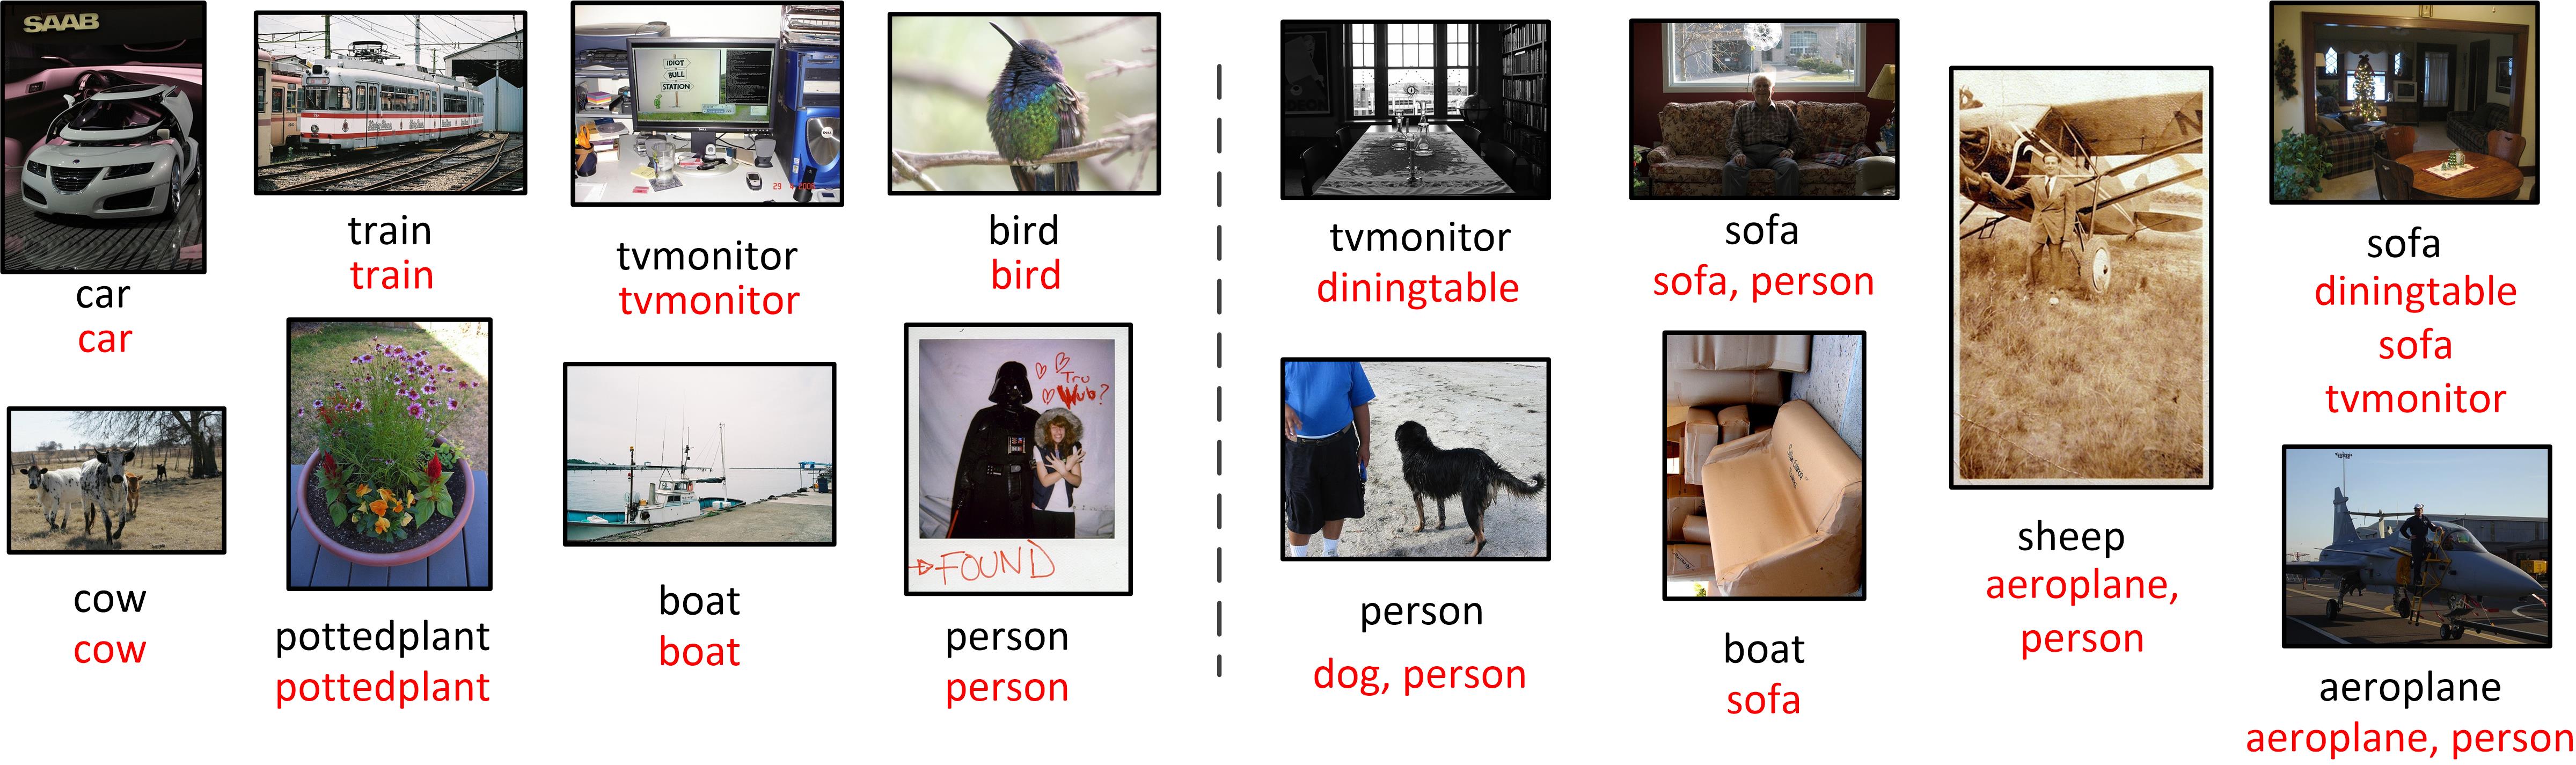 SAAB
car
car
train
train
IDIOT
BULL
STATION
tvmonitor
tvmonitor
bird
bird
cow
cow
pottedplant
pottedplant
boat
boat
Tru
Wub?
FOUND
person
person
tvmonitor
diningtable
sofa
sofa, person
person
dog, person
boat
sofa
sheep
aeroplane,
person
sofa
diningtable
sofa
tvmonitor
aeroplane
aeroplane, person